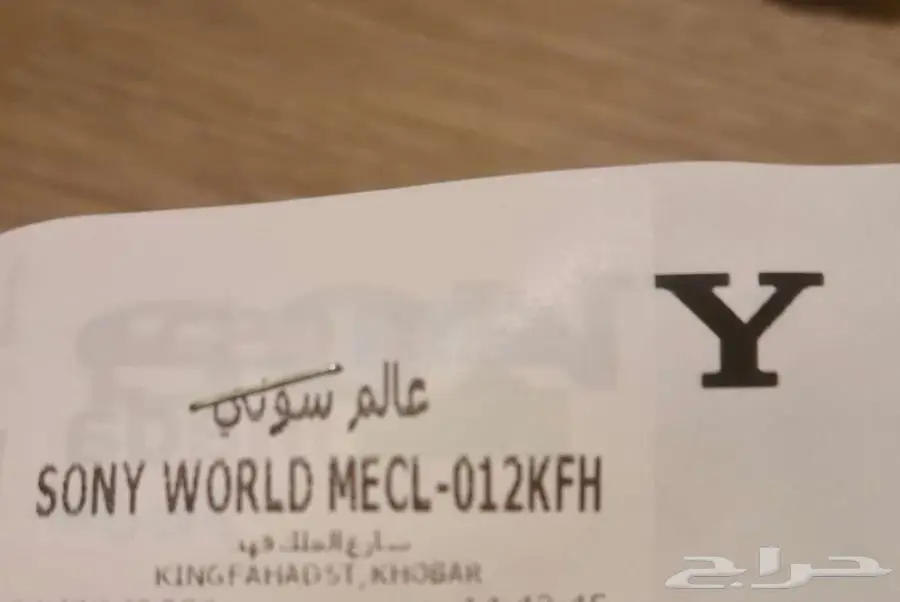 Y
عالم سوني
SONY WORLD MECL-012KFH
شارع الملك فهد
KINGFAHADST,KHOBAR
حراج